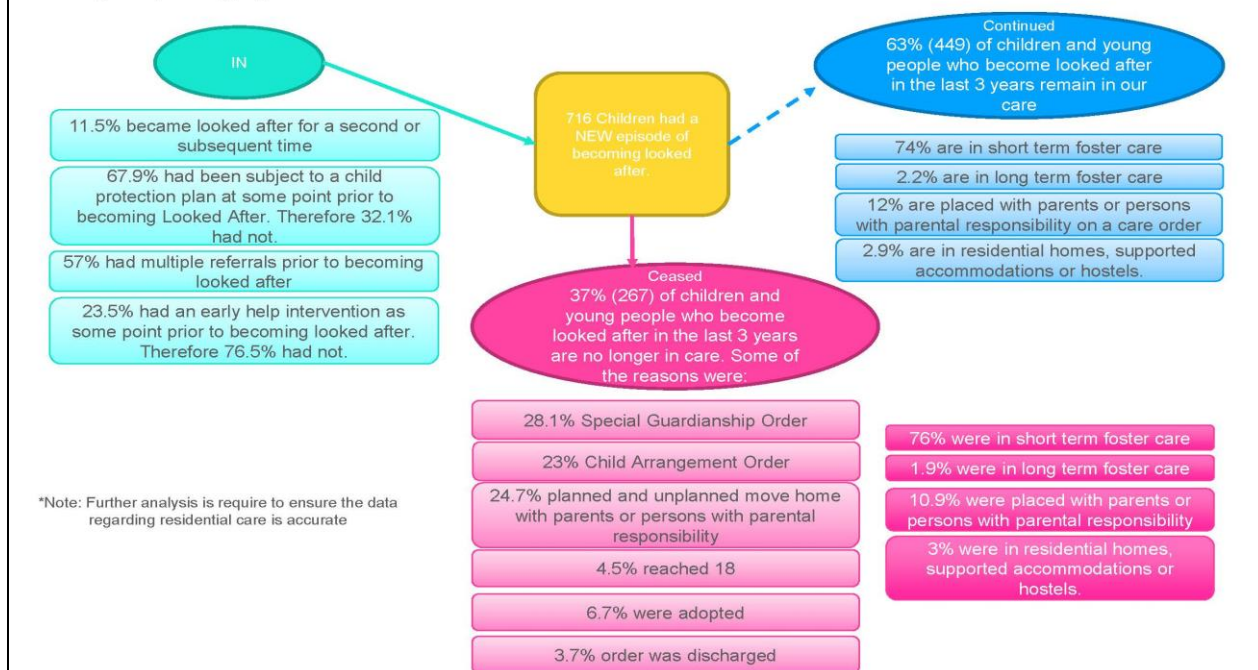 IN
11.5% became looked after for a second or
subsequent time
67.9% had been subject to a child
protection plan at some point prior to
becoming Looked After. Therefore 32.1%
had not.
57% had multiple referrals prior to becoming
looked after
23.5% had an early help intervention as
some point prior to becoming looked after.
Therefore 76.5% had not.
716 Children had a
NEW episode of
becoming looked
after.
Continued
63% (449) of children and young
people who become looked after
in the last 3 years remain in our
care
74% are in short term foster care
2.2% are in long term foster care
12% are placed with parents or persons
with parental responsibility on a care order
2.9% are in residential homes, supported
accommodations or hostels.
Ceased
37% (267) of children and
young people who become
looked after in the last 3 years
are no longer in care. Some of
the reasons were:
28.1% Special Guardianship Order
23% Child Arrangement Order
24.7% planned and unplanned move home
with parents or persons with parental
responsibility
4.5% reached 18
6.7% were adopted
3.7% order was discharged
76% were in short term foster care
1.9% were in long term foster care
10.9% were placed with parents or
persons with parental responsibility
3% were in residential homes,
supported accommodations or
hostels.
*Note: Further analysis is require to ensure the data
regarding residential care is accurate